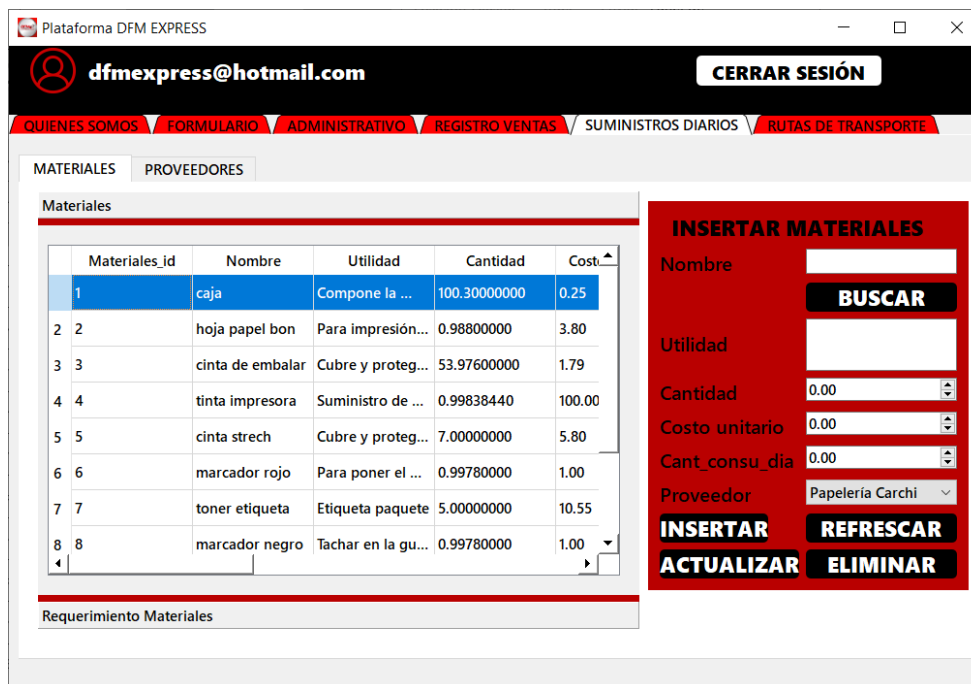 Plataforma DFM EXPRESS
dfmexpress@hotmail.com
CERRAR SESIÓN
QUIENES SOMOS FORMULARIO ADMINISTRATIVO REGISTRO VENTAS SUMINISTROS DIARIOS RUTAS DE TRANSPORTE
MATERIALES PROVEEDORES
Materiales
Materiales_id Nombre Utilidad Cantidad
1 caja Compone la ... 100.30000000 0.25
2 2 hoja papel bon Para impresión... 0.98800000 3.80
3 3 cinta de embalar Cubre y proteg... 53.97600000 1.79
4 4 tinta impresora Suministro de ... 0.99838440 100.00
5 5 cinta strech Cubre y proteg... 7.00000000 5.80
6 6 marcador rojo Para poner el ... 0.99780000 1.00
7 7 toner etiqueta Etiqueta paquete 5.00000000 10.55
8 8 marcador negro Tachar en la gu... 0.99780000 1.00
Requerimiento Materiales
INSERTAR MATERIALES
Nombre
BUSCAR
Utilidad
Cantidad 0.00
Costo unitario 0.00
Cant_consu_dia 0.00
Proveedor Papelería Carchi
INSERTAR REFRESCAR
ACTUALIZAR ELIMINAR